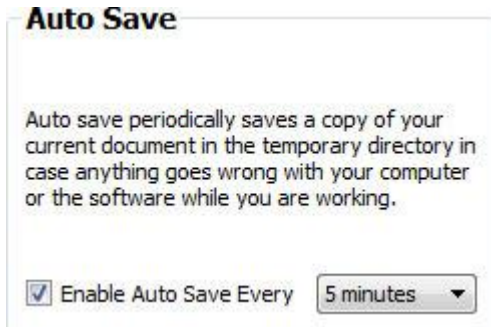 Auto Save
Auto save periodically saves a copy of your
current document in the temporary directory in
case anything goes wrong with your computer
or the software while you are working.
Enable Auto Save Every 5 minutes